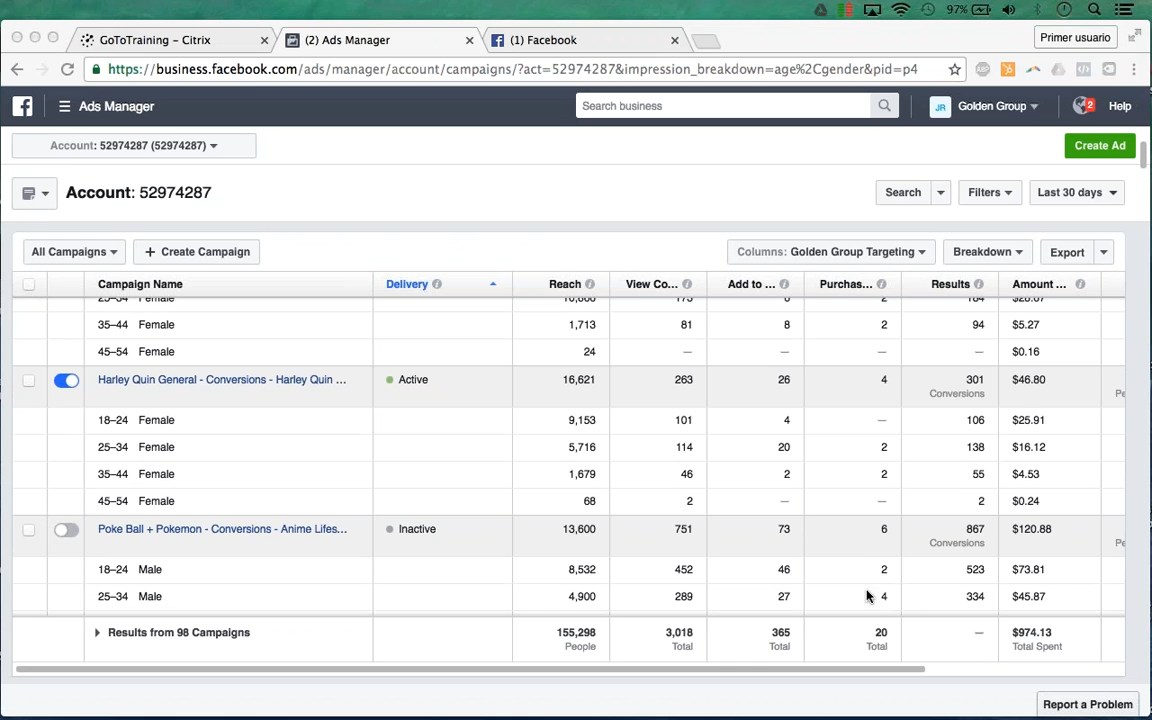 97%
GoToTraining - Citrix
(2) Ads Manager
(1) Facebook
Primer usuario
https://business.facebook.com/ads/manager/account/campaigns/?act=52974287&impression_breakdown=age%2Cgender&pid=p4
Ads Manager
Search business
JR
Golden Group
2
Help
Account: 52974287 (52974287)
Create Ad
Account: 52974287
Search
Filters
Last 30 days
All Campaigns
+ Create Campaign
Columns: Golden Group Targeting
Breakdown
Export
Campaign Name Delivery Reach View Co... Add to ... Purchas... Results Amount ...
25–34 Female 173 2
35–44 Female 1,713 81 8 2 94 $5.27
45–54 Female 24 — — — — $0.16
Harley Quin General - Conversions - Harley Quin ... Active 16,621 263 26 4 301 $46.80
Conversions Pe
18–24 Female 9,153 101 4 — 106 $25.91
25–34 Female 5,716 114 20 2 138 $16.12
35–44 Female 1,679 46 2 2 55 $4.53
45–54 Female 68 2 — — 2 $0.24
Poke Ball + Pokemon - Conversions - Anime Lifes... Inactive 13,600 751 73 6 867 $120.88
Conversions Pe
18–24 Male 8,532 452 46 2 523 $73.81
25–34 Male 4,900 289 27 4 334 $45.87
Results from 98 Campaigns 155,298 3,018 365 20 — $974.13
People Total Total Total Total Spent
Report a Problem